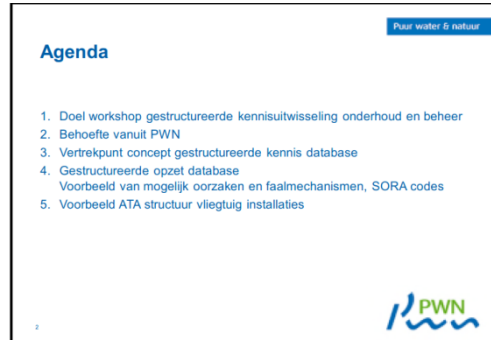 Puur water & natuur
Agenda
1. Doel workshop gestructureerde kennisuitwisseling onderhoud en beheer
2. Behoefte vanuit PWN
3. Vertrekpunt concept gestructureerde kennis database
4. Gestructureerde opzet database
Voorbeeld van mogelijk oorzaken en faalmechanismen, SORA codes
5. Voorbeeld ATA structuur vliegtuig installaties
2
PWN